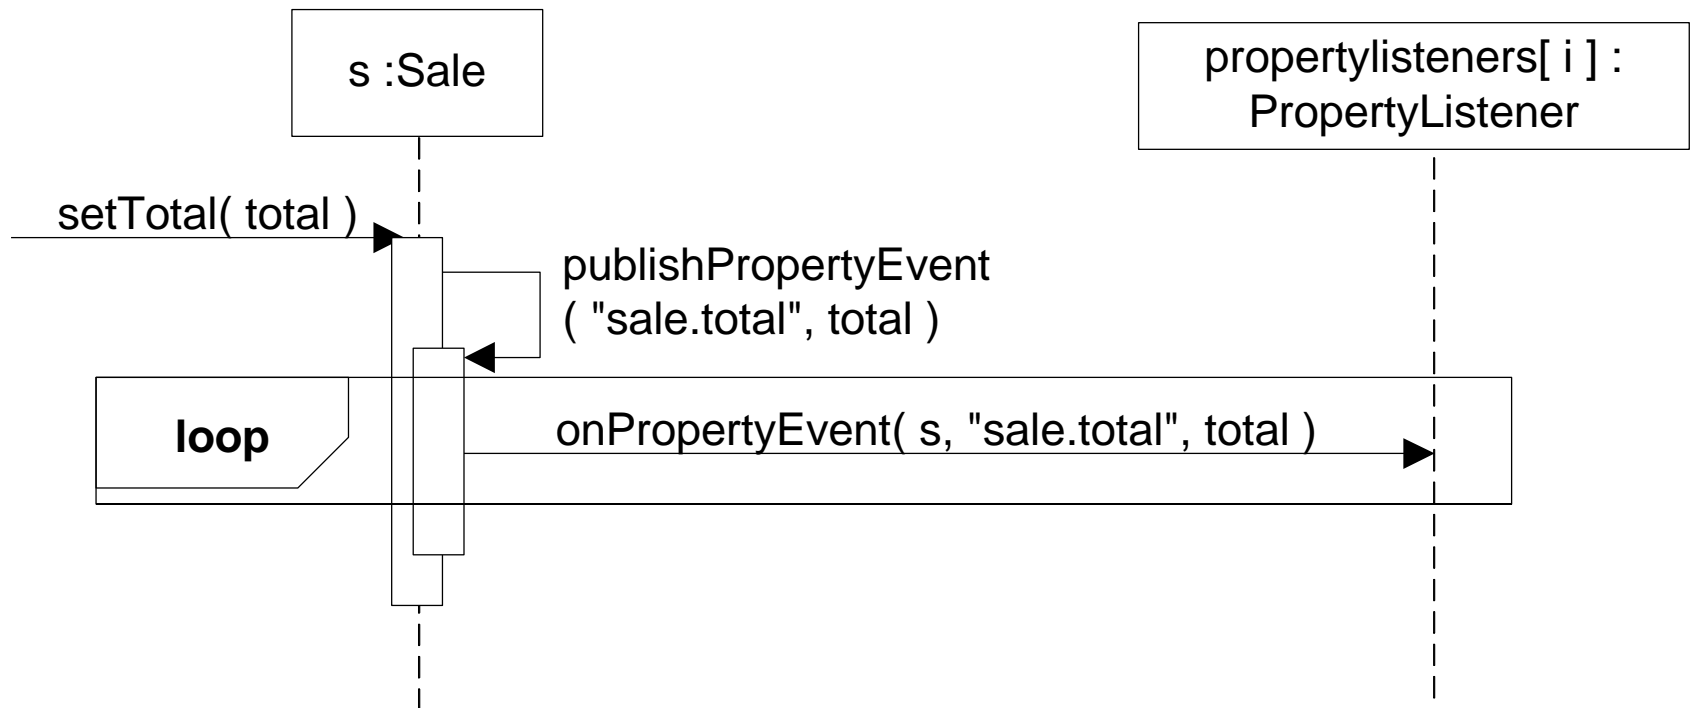 s :Sale
propertylisteners[ i ] :
PropertyListener
setTotal( total )
publishPropertyEvent
( "sale.total", total )
loop
onPropertyEvent( s, "sale.total", total )